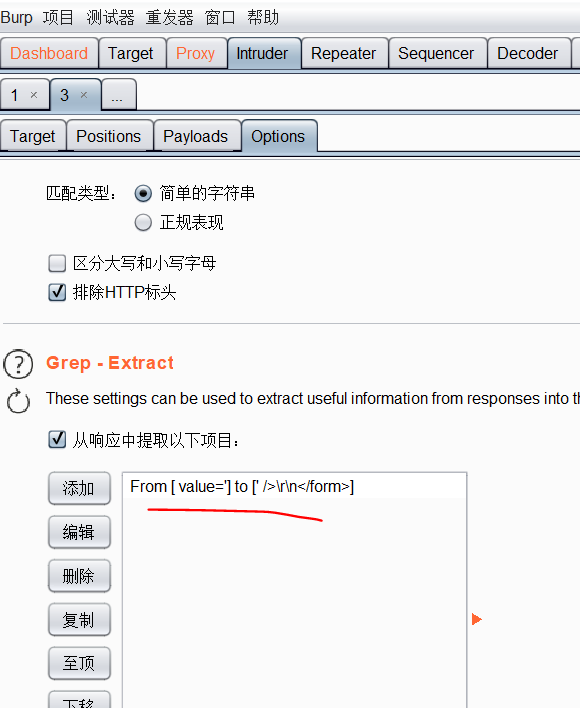 Burp 项目 测试器 重发器 窗口 帮助
Dashboard Target Proxy Intruder Repeater Sequencer Decoder
1 × 3 × ...
Target Positions Payloads Options
匹配类型: 简单的字符串
正规表现
区分大写和小写字母
排除HTTP标头
? Grep - Extract
These settings can be used to extract useful information from responses into th
从响应中提取以下项目:
添加 From [ value='] to [' />\r\n</form>]
编辑
删除
复制
至顶
下移